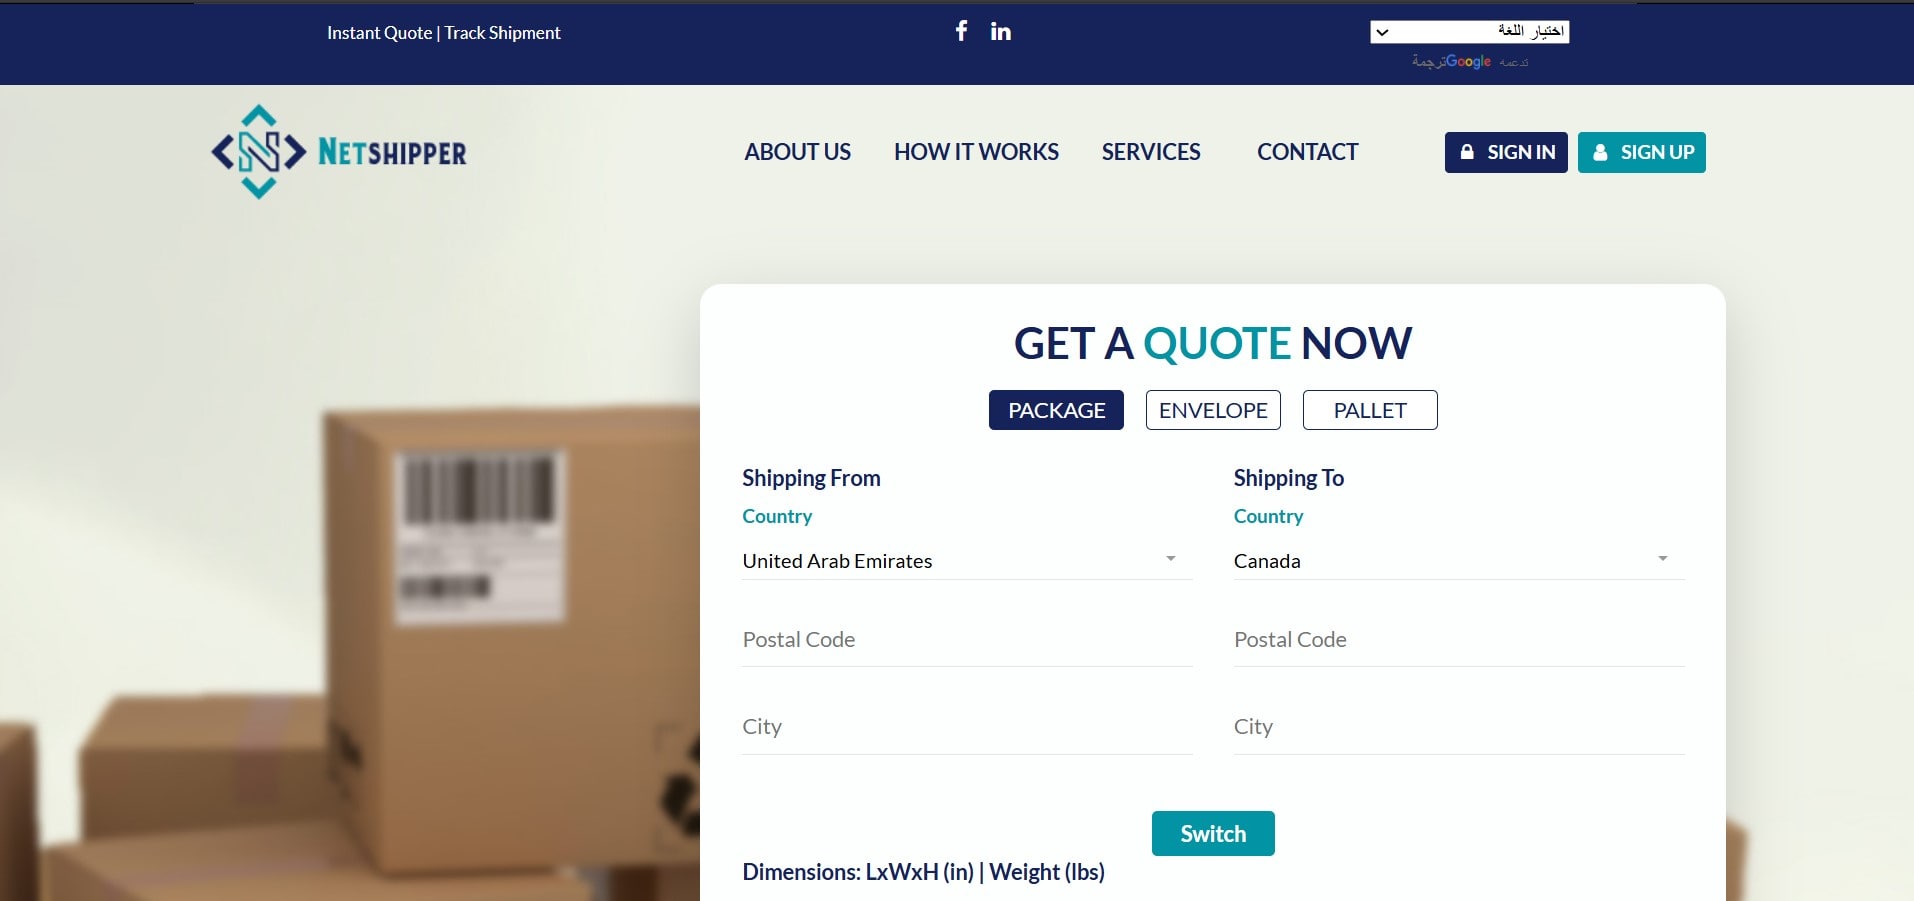 Instant Quote | Track Shipment
اختيار اللغة
تدعمه Google ترجمة
NETSHIPPER
ABOUT US
HOW IT WORKS
SERVICES
CONTACT
SIGN IN
SIGN UP
GET A QUOTE NOW
PACKAGE
ENVELOPE
PALLET
Shipping From
Shipping To
Country
Country
United Arab Emirates
Canada
Postal Code
Postal Code
City
City
Switch
Dimensions: LxWxH (in) | Weight (lbs)